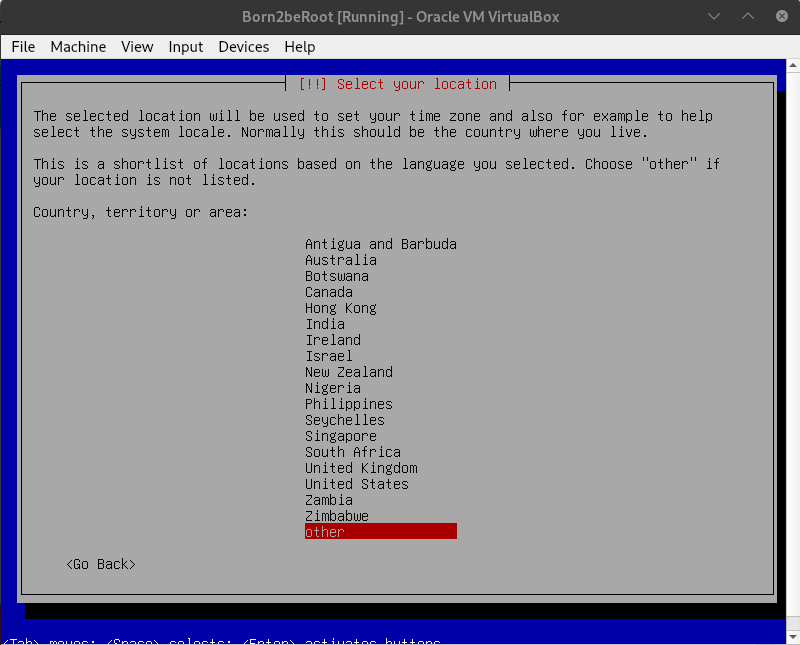 Born2beRoot [Running] - Oracle VM VirtualBox
File Machine View Input Devices Help
[!!] Select your location
The selected location will be used to set your time zone and also for example to help
select the system locale. Normally this should be the country where you live.
This is a shortlist of locations based on the language you selected. Choose "other" if
your location is not listed.
Country, territory or area:
Antigua and Barbuda
Australia
Botswana
Canada
Hong Kong
India
Ireland
Israel
New Zealand
Nigeria
Philippines
Seychelles
Singapore
South Africa
United Kingdom
United States
Zambia
Zimbabwe
other
<Go Back>
<Tab> moves; <Space> selects; <Enter> activates buttons